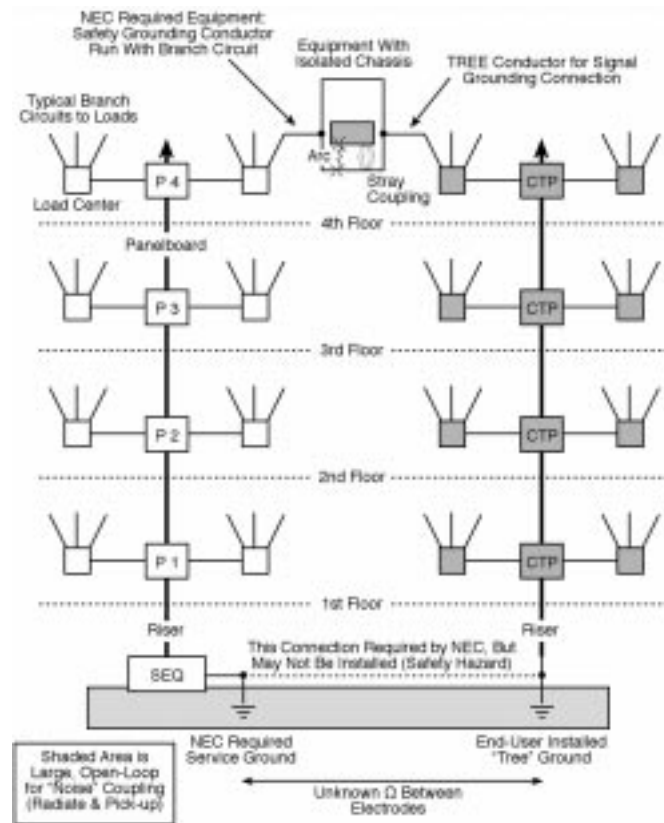 NEC Required Equipment:
Safety Grounding Conductor
Run With Branch Circuit
Equipment With
Isolated Chassis
TREE Conductor for Signal
Grounding Connection
Typical Branch
Circuits to Loads
Arc
Stray
Coupling
P 4
CTP
Load Center
4th Floor
Panelboard
P 3
CTP
3rd Floor
P 2
CTP
2nd Floor
P 1
CTP
1st Floor
Riser
Riser
This Connection Required by NEC, But
May Not Be Installed (Safety Hazard)
SEQ
NEC Required
Service Ground
End-User Installed
"Tree" Ground
Shaded Area is
Large, Open-Loop
for "Noise" Coupling
(Radiate & Pick-up)
Unknown Ω Between
Electrodes